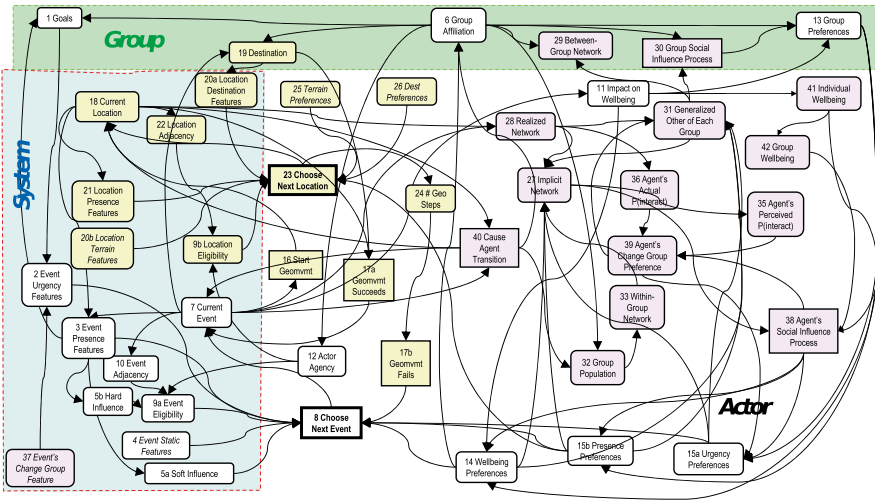 1 Goals
6 Group
Affiliation
13 Group
Preferences
Group
19 Destination
29 Between-
Group Network
30 Group Social
Influence Process
20a Location
Destination
Features
25 Terrain
Preferences
26 Dest
Preferences
11 Impact on
Wellbeing
41 Individual
Wellbeing
18 Current
Location
22 Location
Adjacency
28 Realized
Network
31 Generalized
Other of Each
Group
42 Group
Wellbeing
System
23 Choose
Next Location
21 Location
Presence
Features
24 # Geo
Steps
27 Implicit
Network
36 Agent's
Actual
P(interact)
35 Agent's
Perceived
P(interact)
20b Location
Terrain
Features
9b Location
Eligibility
40 Cause
Agent
Transition
39 Agent's
Change Group
Preference
16 Start
Geomvmt
17a
Geomvmt
Succeeds
2 Event
Urgency
Features
7 Current
Event
33 Within-
Group
Network
3 Event
Presence
Features
38 Agent's
Social Influence
Process
10 Event
Adjacency
12 Actor
Agency
17b
Geomvmt
Fails
32 Group
Population
5b Hard
Influence
9a Event
Eligibility
Actor
8 Choose
Next Event
4 Event Static
Features
37 Event's
Change Group
Feature
5a Soft Influence
14 Wellbeing
Preferences
15b Presence
Preferences
15a Urgency
Preferences